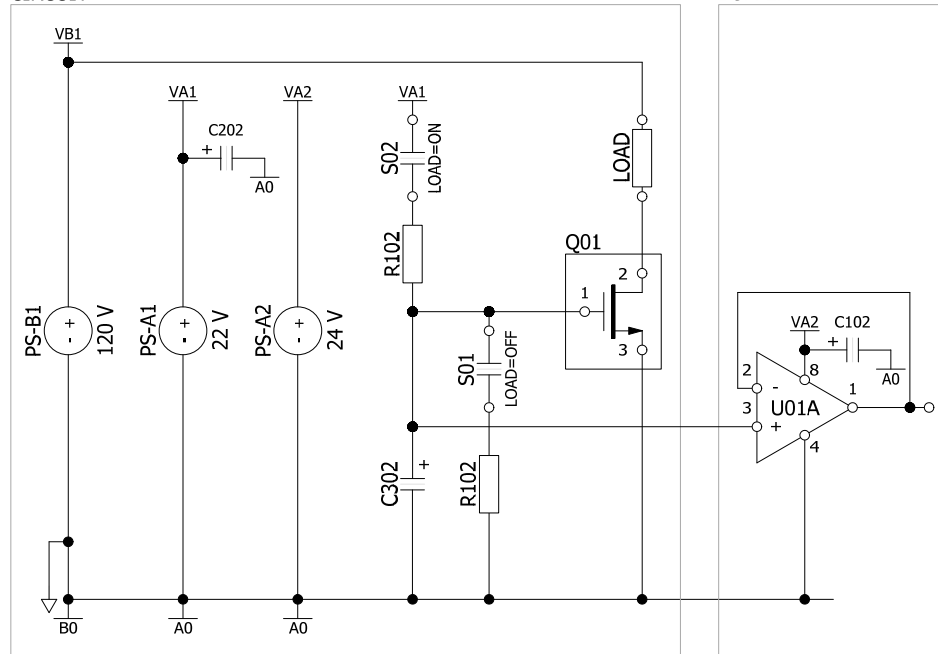 VB1
VA1
VA2
VA1
C202
+
A0
S02
LOAD=ON
LOAD
R102
Q01
2
1
3
PS-B1
+
-
120 V
PS-A1
+
-
22 V
PS-A2
+
-
24 V
S01
LOAD=OFF
VA2
C102
+
A0
8
2
-
1
U01A
3
+
4
C302
+
R102
B0
A0
A0